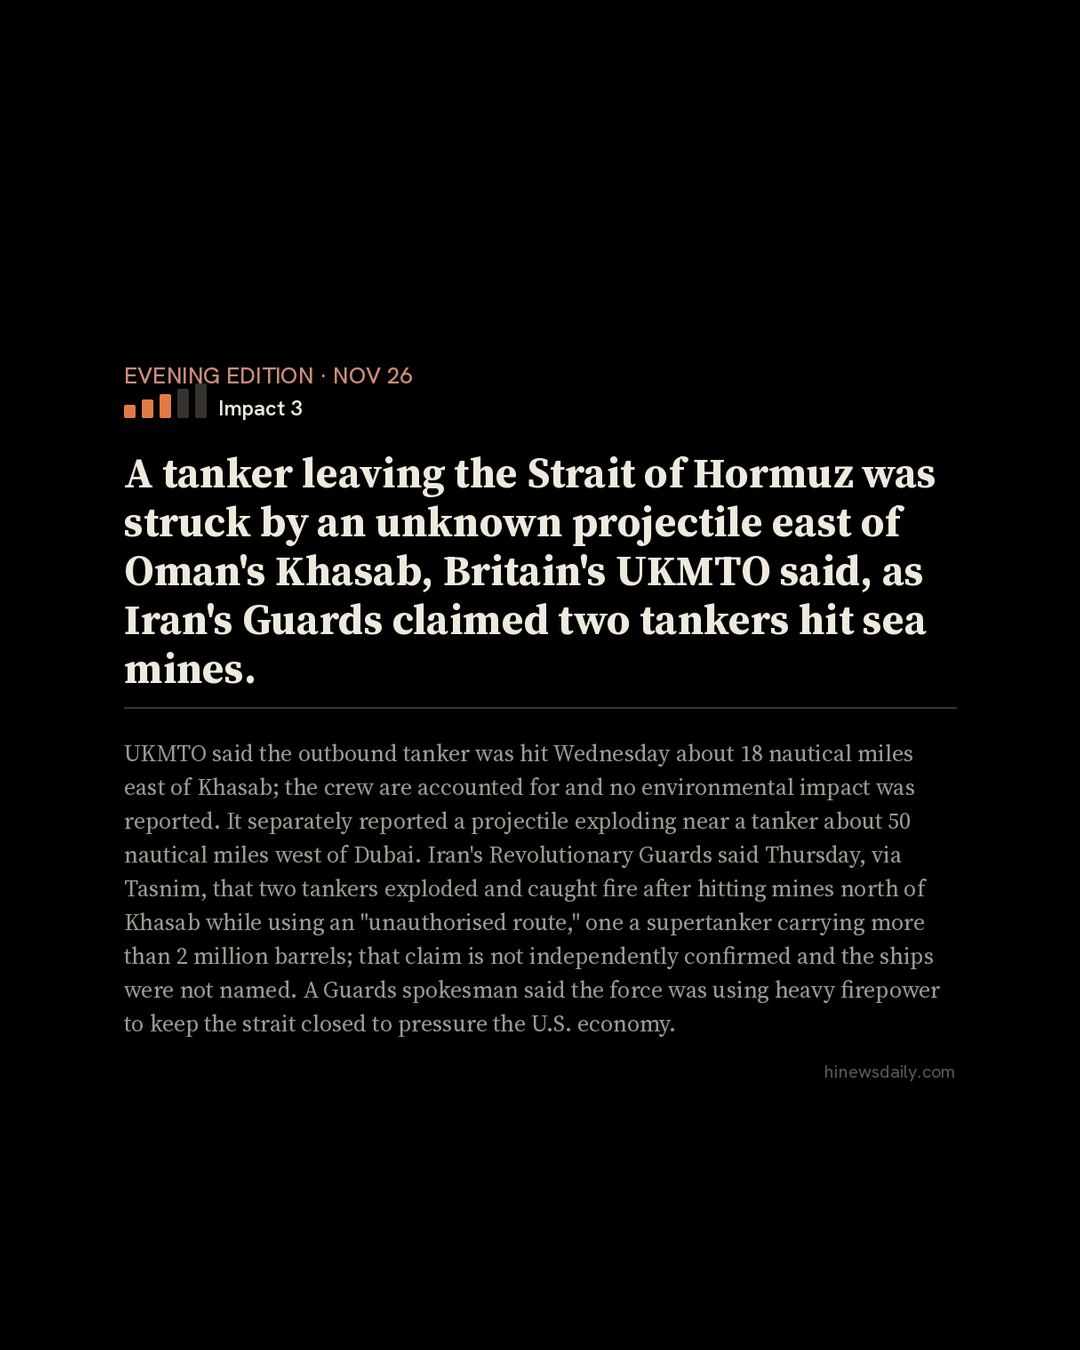 EVENING EDITION · NOV 26
Impact 3
A tanker leaving the Strait of Hormuz was
struck by an unknown projectile east of
Oman's Khasab, Britain's UKMTO said, as
Iran's Guards claimed two tankers hit sea
mines.
UKMTO said the outbound tanker was hit Wednesday about 18 nautical miles
east of Khasab; the crew are accounted for and no environmental impact was
reported. It separately reported a projectile exploding near a tanker about 50
nautical miles west of Dubai. Iran's Revolutionary Guards said Thursday, via
Tasnim, that two tankers exploded and caught fire after hitting mines north of
Khasab while using an "unauthorised route," one a supertanker carrying more
than 2 million barrels; that claim is not independently confirmed and the ships
were not named. A Guards spokesman said the force was using heavy firepower
to keep the strait closed to pressure the U.S. economy.
hinewsdaily.com